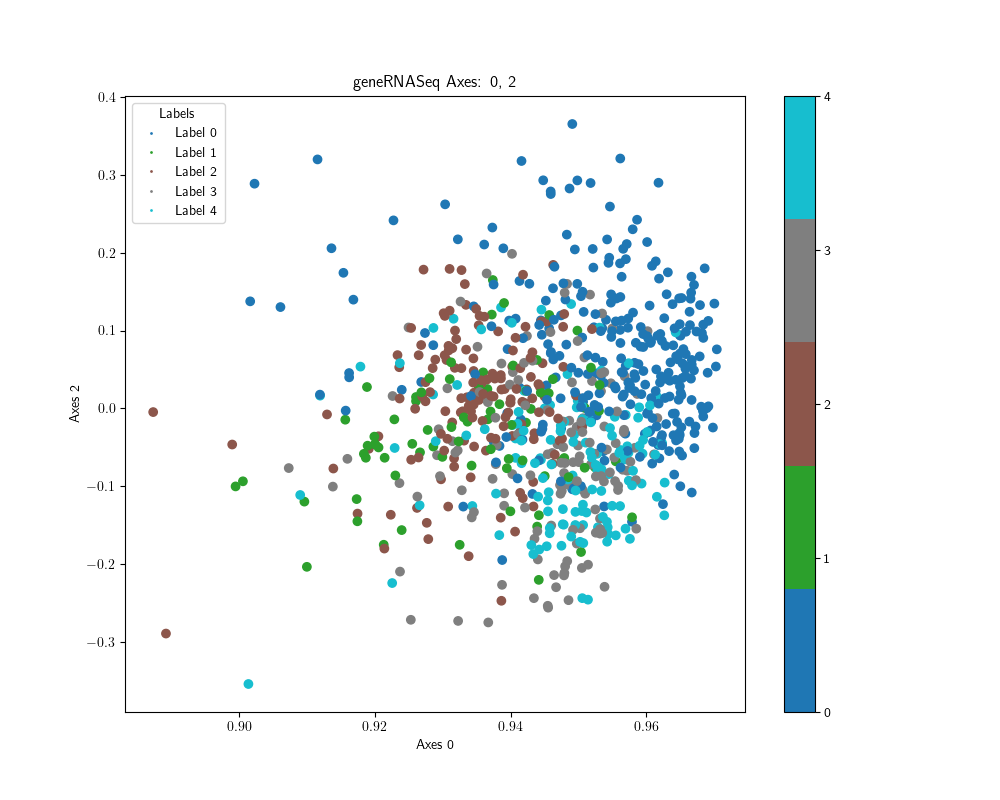 geneRNASeq Axes: 0, 2
Labels
Label 0
Label 1
Label 2
Label 3
Label 4
0.4
0.3
0.2
0.1
0.0
−0.1
−0.2
−0.3
Axes 2
0.90
0.92
0.94
0.96
Axes 0
4
3
2
1
0